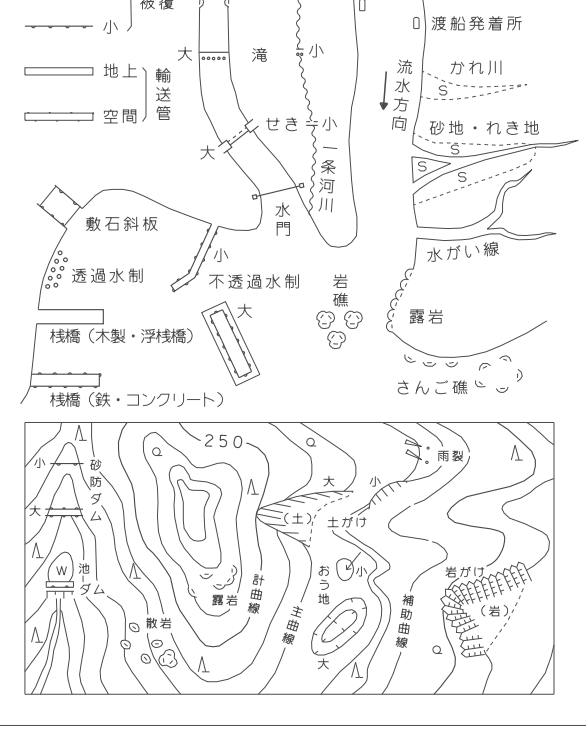 被覆
小
渡船発着所
大
滝
小
地上
輸送管
流水方向
かれ川
S
空間
せき
小
砂地・れき地
大
S
一条河川
S
S
敷石斜板
水門
小
水がい線
透過水制
不透過水制
岩礁
大
露岩
桟橋（木製・浮桟橋）
さんご礁
桟橋（鉄・コンクリート）
250
雨裂
小
砂防ダム
大
小
大
（土）
土がけ
W
池
ダム
おう地
小
岩がけ
計曲線
露岩
主曲線
補助曲線
（岩）
散岩
大